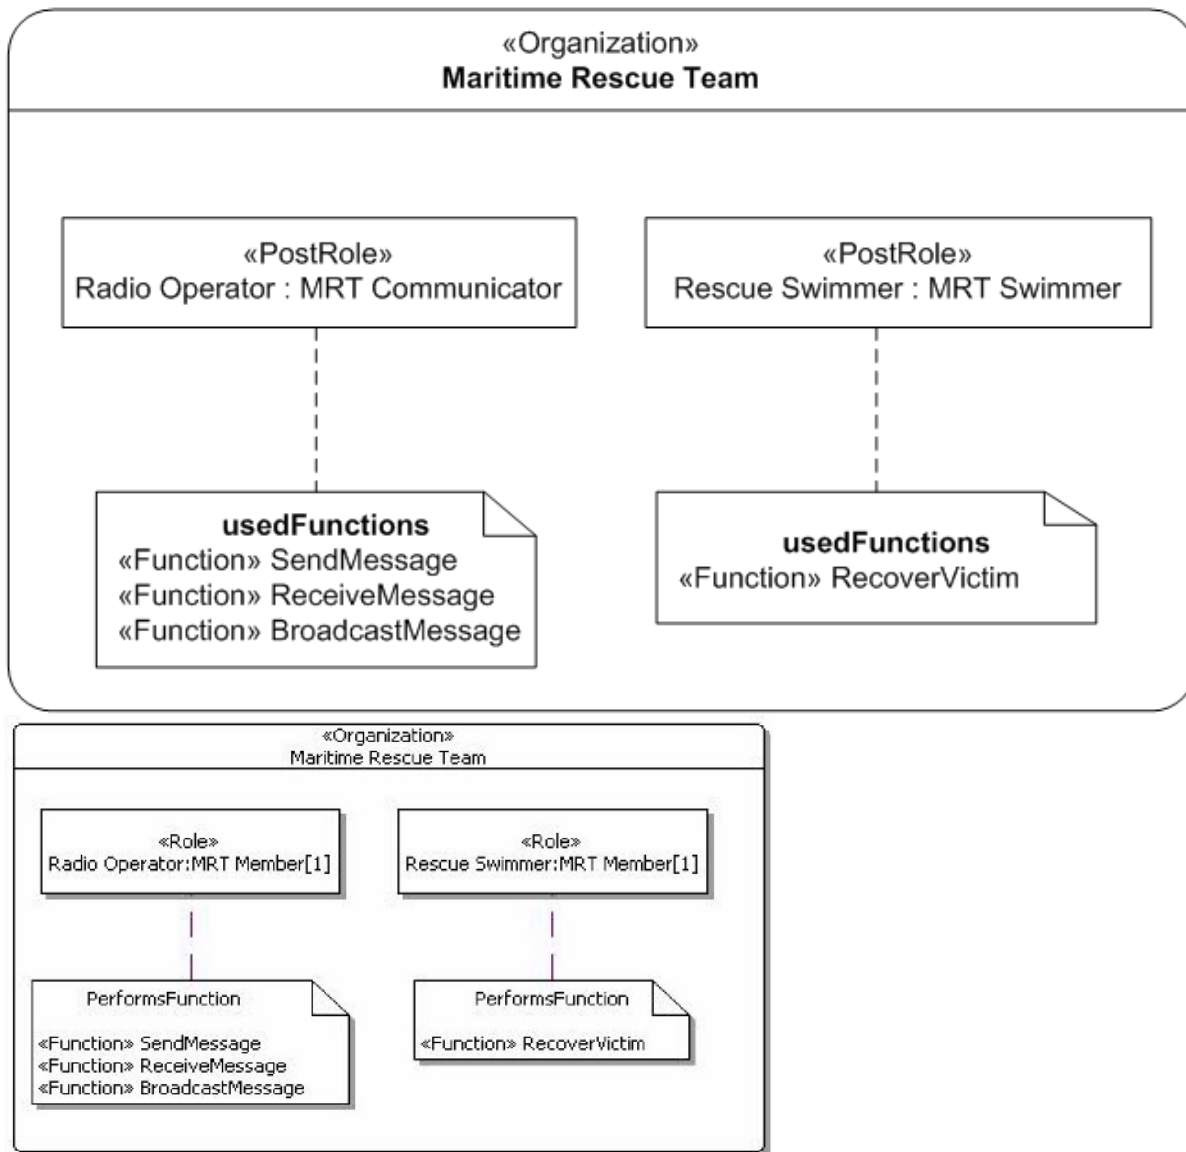 «Organization»
Maritime Rescue Team
«PostRole»
Radio Operator : MRT Communicator
«PostRole»
Rescue Swimmer : MRT Swimmer
usedFunctions
«Function» SendMessage
«Function» ReceiveMessage
«Function» BroadcastMessage
usedFunctions
«Function» RecoverVictim
«Organization»
Maritime Rescue Team
«Role»
Radio Operator:MRT Member[1]
«Role»
Rescue Swimmer:MRT Member[1]
PerformsFunction
«Function» SendMessage
«Function» ReceiveMessage
«Function» BroadcastMessage
PerformsFunction
«Function» RecoverVictim